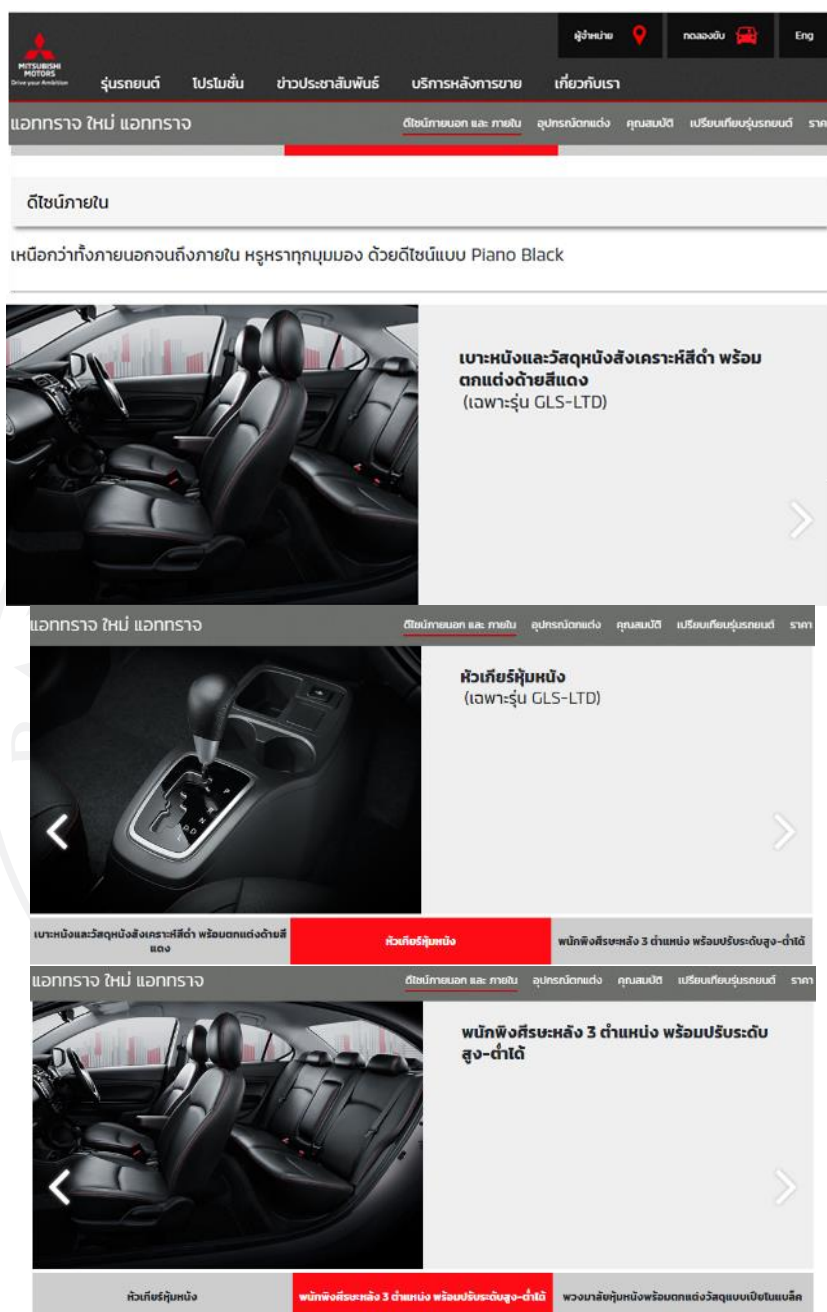 ผู้จำหน่าย ทดลองขับ Eng
MITSUBISHI
MOTORS
Drive your Ambition
รุ่นรถยนต์ โปรโมชั่น ข่าวประชาสัมพันธ์ บริการหลังการขาย เกี่ยวกับเรา
แอททราจ ใหม่ แอททราจ ดีไซน์ภายนอก และ ภายใน อุปกรณ์ตกแต่ง คุณสมบัติ เปรียบเทียบรุ่นรถยนต์ ราค
ดีไซน์ภายใน
เหนือกว่าทั้งภายนอกจนถึงภายใน หรูหราทุกมุมมอง ด้วยดีไซน์แบบ Piano Black
เบาะหนังและวัสดุหนังสังเคราะห์สีดำ พร้อม
ตกแต่งด้ายสีแดง
(เฉพาะรุ่น GLS-LTD)
แอททราจ ใหม่ แอททราจ ดีไซน์ภายนอก และ ภายใน อุปกรณ์ตกแต่ง คุณสมบัติ เปรียบเทียบรุ่นรถยนต์ ราคา
หัวเกียร์หุ้มหนัง
(เฉพาะรุ่น GLS-LTD)
P
R
N
D
L
เบาะหนังและวัสดุหนังสังเคราะห์สีดำ พร้อมตกแต่งด้ายสี
แดง
หัวเกียร์หุ้มหนัง
พนักพิงศีรษะหลัง 3 ตำแหน่ง พร้อมปรับระดับสูง-ต่ำได้
แอททราจ ใหม่ แอททราจ ดีไซน์ภายนอก และ ภายใน อุปกรณ์ตกแต่ง คุณสมบัติ เปรียบเทียบรุ่นรถยนต์ ราคา
พนักพิงศีรษะหลัง 3 ตำแหน่ง พร้อมปรับระดับ
สูง-ต่ำได้
หัวเกียร์หุ้มหนัง
พนักพิงศีรษะหลัง 3 ตำแหน่ง พร้อมปรับระดับสูง-ต่ำได้
พวงมาลัยหุ้มหนังพร้อมตกแต่งวัสดุแบบเปียโนแบล็ค